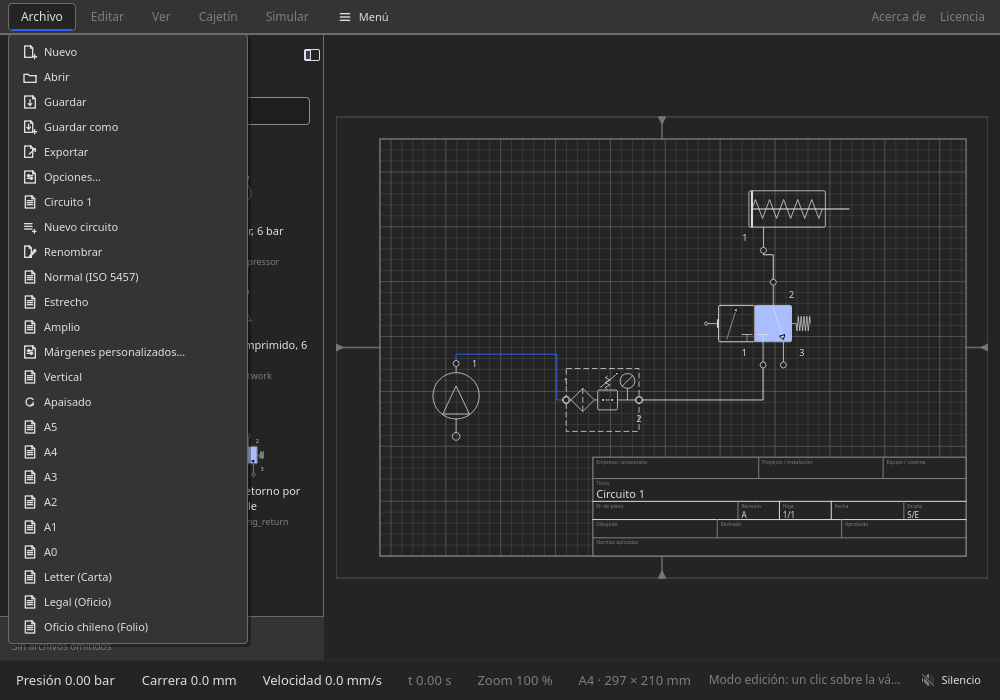 Archivo Editar Ver Cajetín Simular Menú Acerca de Licencia
Nuevo
Abrir
Guardar
Guardar como
Exportar
Opciones...
Circuito 1
Nuevo circuito
Renombrar
Normal (ISO 5457)
Estrecho
Amplio
Márgenes personalizados...
Vertical
Apaisado
A5
A4
A3
A2
A1
A0
Letter (Carta)
Legal (Oficio)
Oficio chileno (Folio)
r, 6 bar
pressor
mprimido, 6
twork
2
3
etorno por
le
ng_return
Sin archivos omitidos
1
2
1
3
1
1
2
Empresa / propietario Proyecto / instalación Equipo / sistema
Título
Circuito 1
Nº de plano Revisión Hoja Fecha Escala
A 1/1 S/E
Dibujado Revisado Aprobado
Normas aplicadas
Presión 0.00 bar Carrera 0.0 mm Velocidad 0.0 mm/s t 0.00 s Zoom 100 % A4 · 297 × 210 mm Modo edición: un clic sobre la vá... Silencio